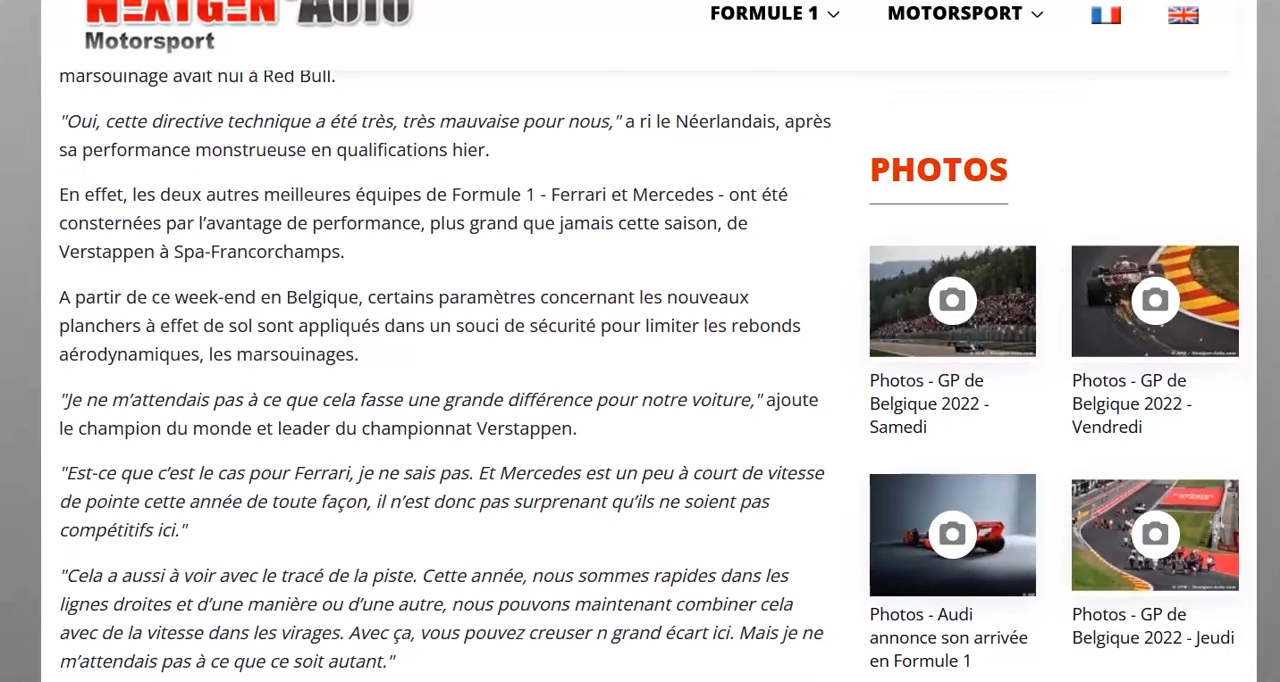 NEXTGEN-AUTO
Motorsport
FORMULE 1
MOTORSPORT
marsouinage avait nui à Red Bull.
"Oui, cette directive technique a été très, très mauvaise pour nous," a ri le Néerlandais, après
sa performance monstrueuse en qualifications hier.
En effet, les deux autres meilleures équipes de Formule 1 - Ferrari et Mercedes - ont été
consternées par l’avantage de performance, plus grand que jamais cette saison, de
Verstappen à Spa-Francorchamps.
A partir de ce week-end en Belgique, certains paramètres concernant les nouveaux
planchers à effet de sol sont appliqués dans un souci de sécurité pour limiter les rebonds
aérodynamiques, les marsouinages.
"Je ne m’attendais pas à ce que cela fasse une grande différence pour notre voiture," ajoute
le champion du monde et leader du championnat Verstappen.
"Est-ce que c’est le cas pour Ferrari, je ne sais pas. Et Mercedes est un peu à court de vitesse
de pointe cette année de toute façon, il n’est donc pas surprenant qu’ils ne soient pas
compétitifs ici."
"Cela a aussi à voir avec le tracé de la piste. Cette année, nous sommes rapides dans les
lignes droites et d’une manière ou d’une autre, nous pouvons maintenant combiner cela
avec de la vitesse dans les virages. Avec ça, vous pouvez creuser n grand écart ici. Mais je ne
m’attendais pas à ce que ce soit autant."
PHOTOS
Photos - GP de
Belgique 2022 -
Samedi
Photos - GP de
Belgique 2022 -
Vendredi
Photos - Audi
annonce son arrivée
en Formule 1
Photos - GP de
Belgique 2022 - Jeudi